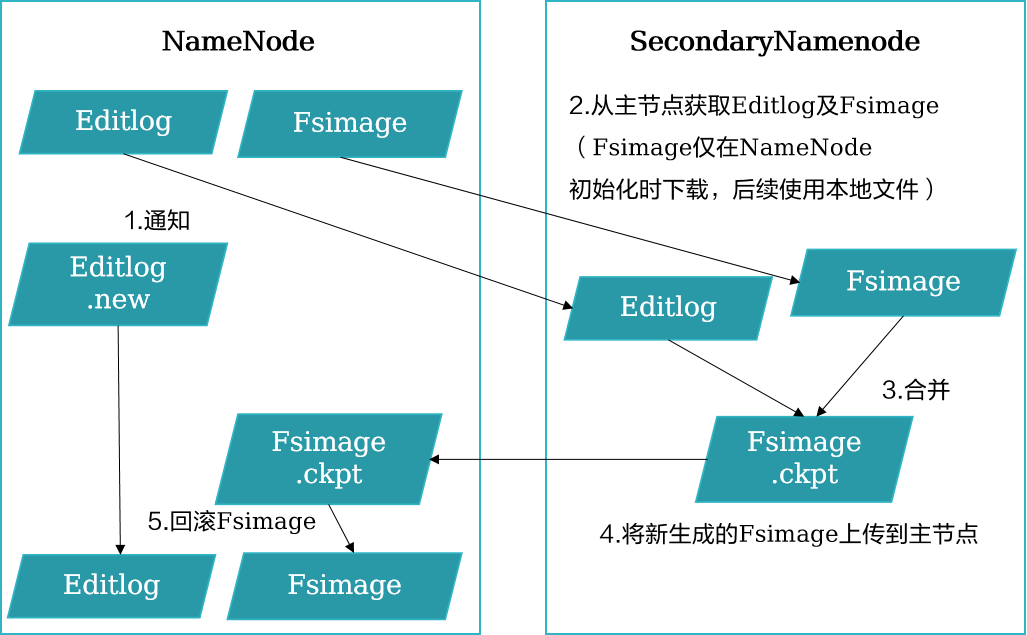 NameNode
Editlog
Fsimage
1.通知
Editlog
.new
Fsimage
.ckpt
5.回滚Fsimage
Editlog
Fsimage
SecondaryNamenode
2.从主节点获取Editlog及Fsimage
（Fsimage仅在NameNode
初始化时下载，后续使用本地文件）
Editlog
Fsimage
3.合并
Fsimage
.ckpt
4.将新生成的Fsimage上传到主节点